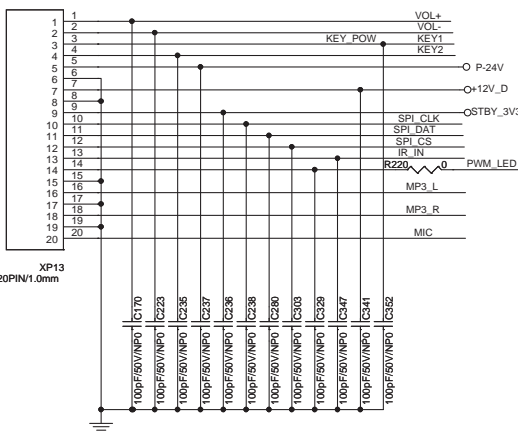 1 1 VOL+
2 2 VOL-
3 3 KEY_POW KEY1
4 4 KEY2
5 5 P-24V
6 6
7 7 +12V_D
8 8
9 9 STBY_3V3
10 10 SPI_CLK
11 11 SPI_DAT
12 12 SPI_CS
13 13 IR_IN
14 14 R220 0 PWM_LED
15 15
16 16 MP3_L
17 17
18 18 MP3_R
19 19
20 20 MIC
XP13
20PIN/1.0mm
C170
C223
C235
C237
C236
C238
C280
C303
C329
C347
C341
C352
100pF/50V/NP0
100pF/50V/NP0
100pF/50V/NP0
100pF/50V/NP0
100pF/50V/NP0
100pF/50V/NP0
100pF/50V/NP0
100pF/50V/NP0
100pF/50V/NP0
100pF/50V/NP0
100pF/50V/NP0
100pF/50V/NP0